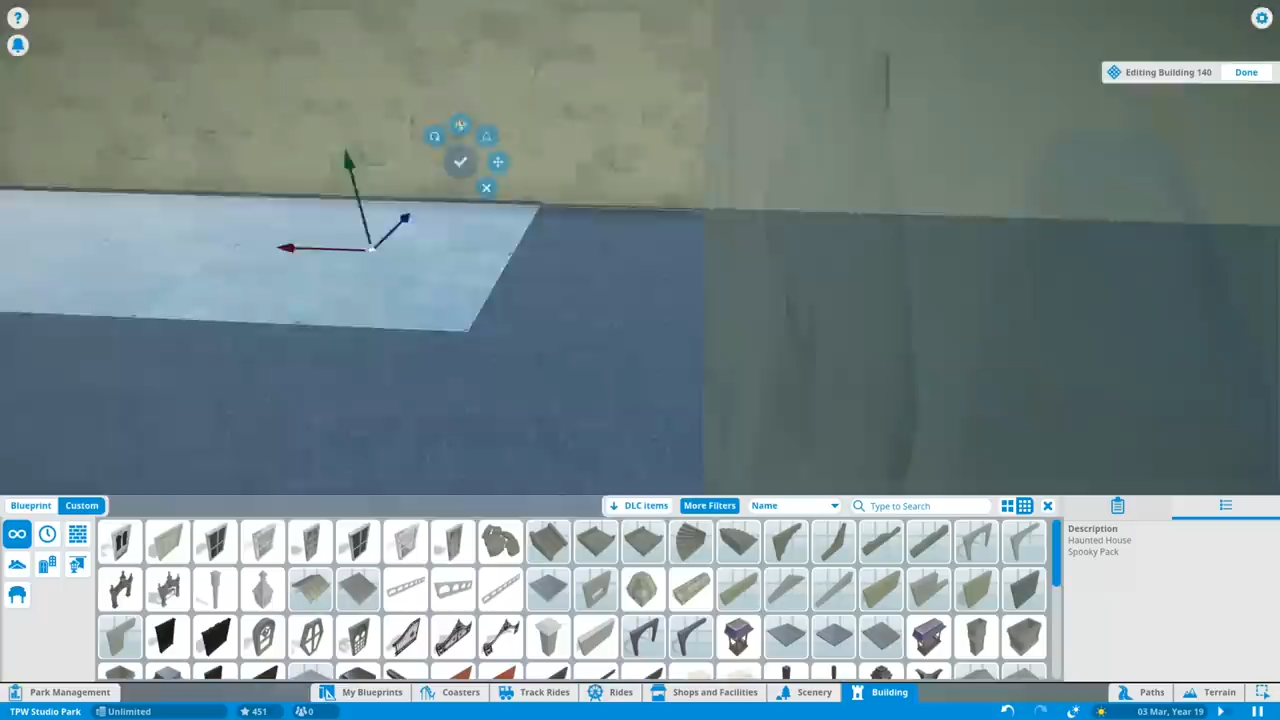 ?
Editing Building 140 Done
Blueprint Custom DLC items More Filters Name Type to Search
Description
Haunted House
Spooky Pack
Park Management My Blueprints Coasters Track Rides Rides Shops and Facilities Scenery Building Paths Terrain
TPW Studio Park Unlimited 451 0 03 Mar, Year 19